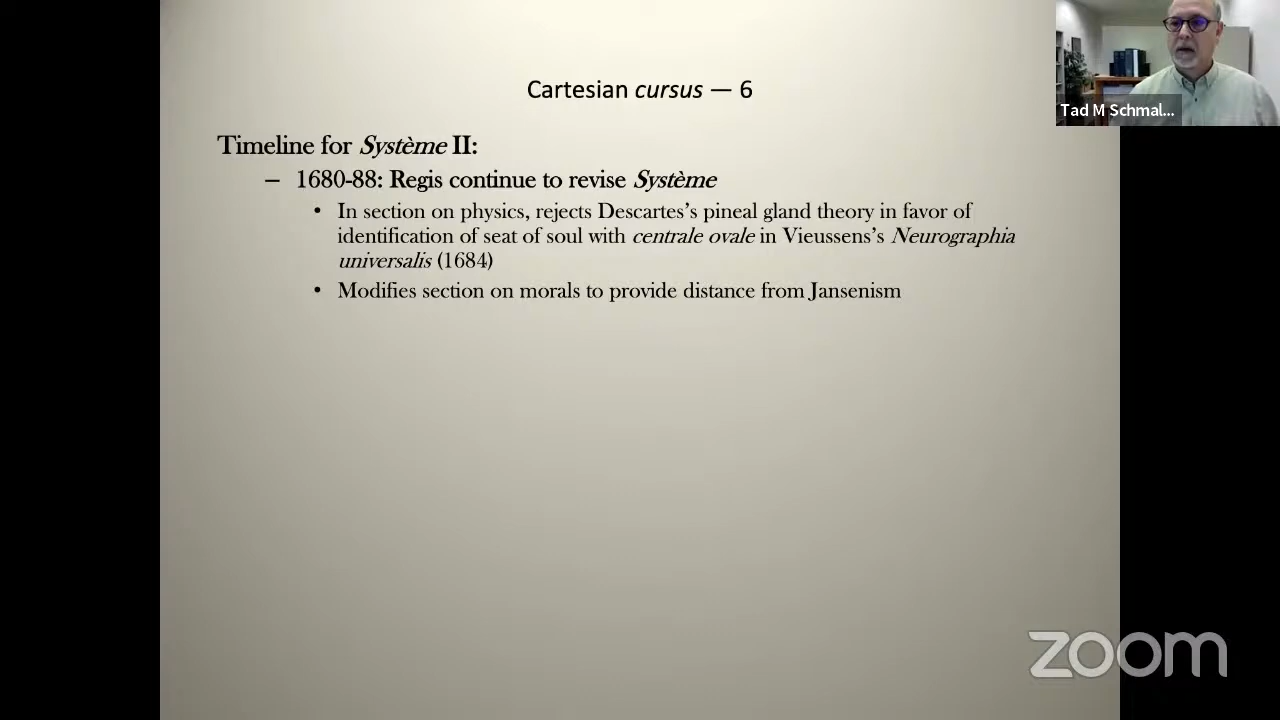 Cartesian cursus — 6
Tad M Schmal...
Timeline for Système II:
– 1680-88: Regis continue to revise Système
• In section on physics, rejects Descartes’s pineal gland theory in favor of
identification of seat of soul with centrale ovale in Vieussens’s Neurographia
universalis (1684)
• Modifies section on morals to provide distance from Jansenism
zoom